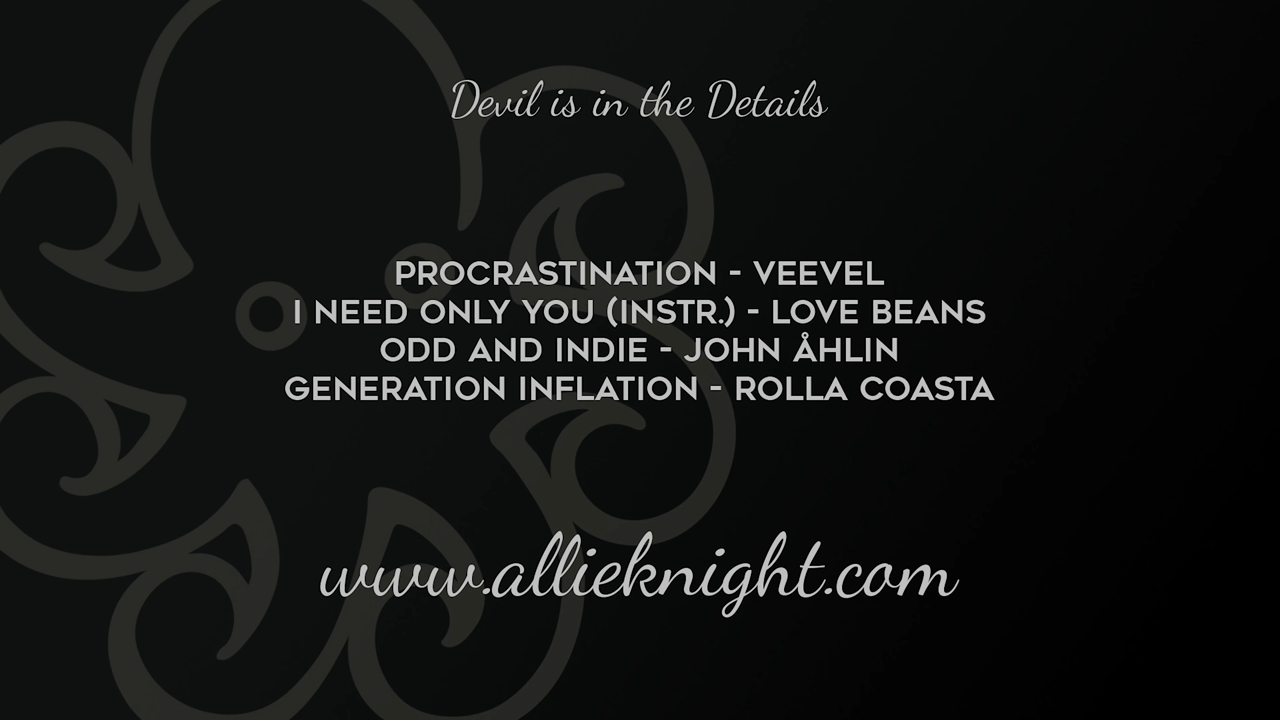 Devil is in the Details
PROCRASTINATION - VEEVEL
I NEED ONLY YOU (INSTR.) - LOVE BEANS
ODD AND INDIE - JOHN ÅHLIN
GENERATION INFLATION - ROLLA COASTA
www.allieknight.com